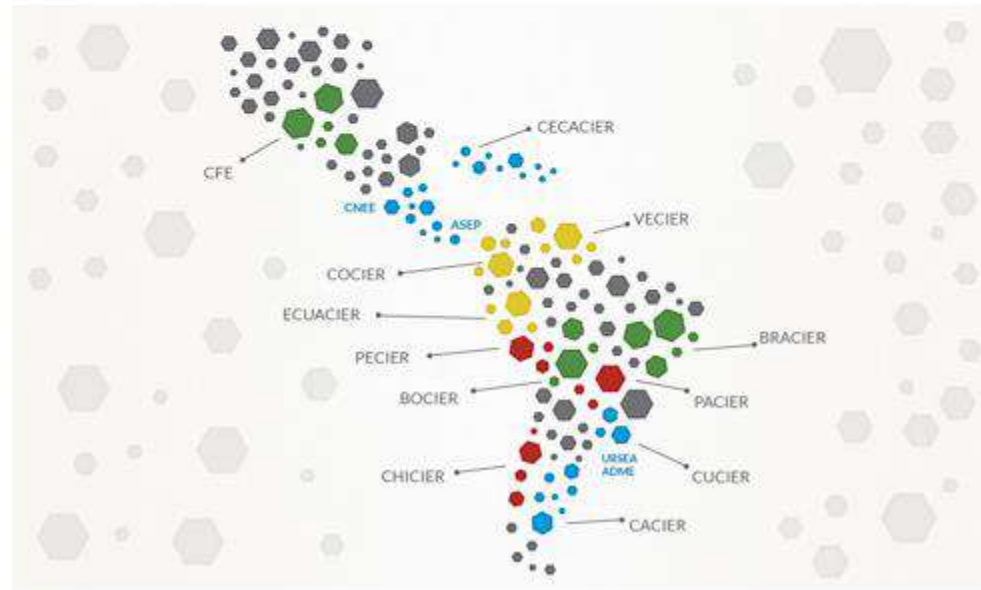 CECACIER
CFE
CNEE
ASEP
VECIER
COCIER
ECUACIER
BRACIER
PECIER
BOCIER
PACIER
URSEA
ADME
CHICIER
CUCIER
CACIER